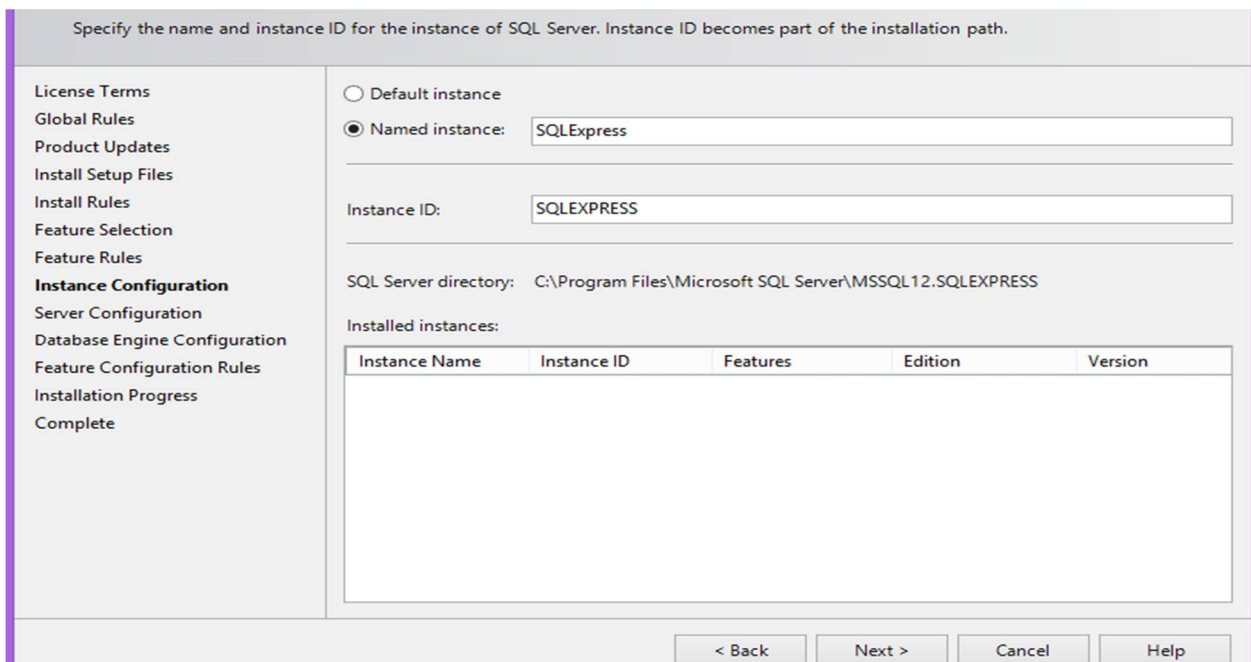 Specify the name and instance ID for the instance of SQL Server. Instance ID becomes part of the installation path.
License Terms
Global Rules
Product Updates
Install Setup Files
Install Rules
Feature Selection
Feature Rules
Instance Configuration
Server Configuration
Database Engine Configuration
Feature Configuration Rules
Installation Progress
Complete
Default instance
Named instance: SQLExpress
Instance ID: SQLEXPRESS
SQL Server directory: C:\Program Files\Microsoft SQL Server\MSSQL12.SQLEXPRESS
Installed instances:
Instance Name Instance ID Features Edition Version
< Back Next > Cancel Help